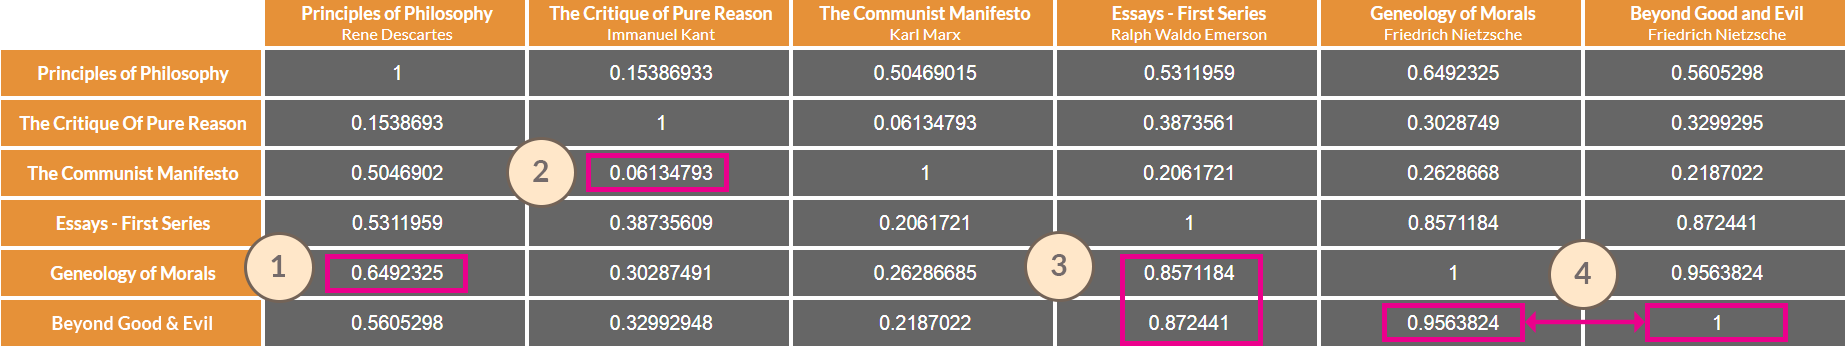 Principles of Philosophy The Critique of Pure Reason The Communist Manifesto Essays - First Series Geneology of Morals Beyond Good and Evil
Rene Descartes Immanuel Kant Karl Marx Ralph Waldo Emerson Friedrich Nietzsche Friedrich Nietzsche
Principles of Philosophy 1 0.15386933 0.50469015 0.5311959 0.6492325 0.5605298
The Critique Of Pure Reason 0.1538693 1 0.06134793 0.3873561 0.3028749 0.3299295
The Communist Manifesto 0.5046902 2 0.06134793 1 0.2061721 0.2628668 0.2187022
Essays - First Series 0.5311959 0.38735609 0.2061721 1 0.8571184 0.872441
Geneology of Morals 1 0.6492325 0.30287491 0.26286685 3 0.8571184 1 4 0.9563824
Beyond Good & Evil 0.5605298 0.32992948 0.2187022 0.872441 0.9563824 1